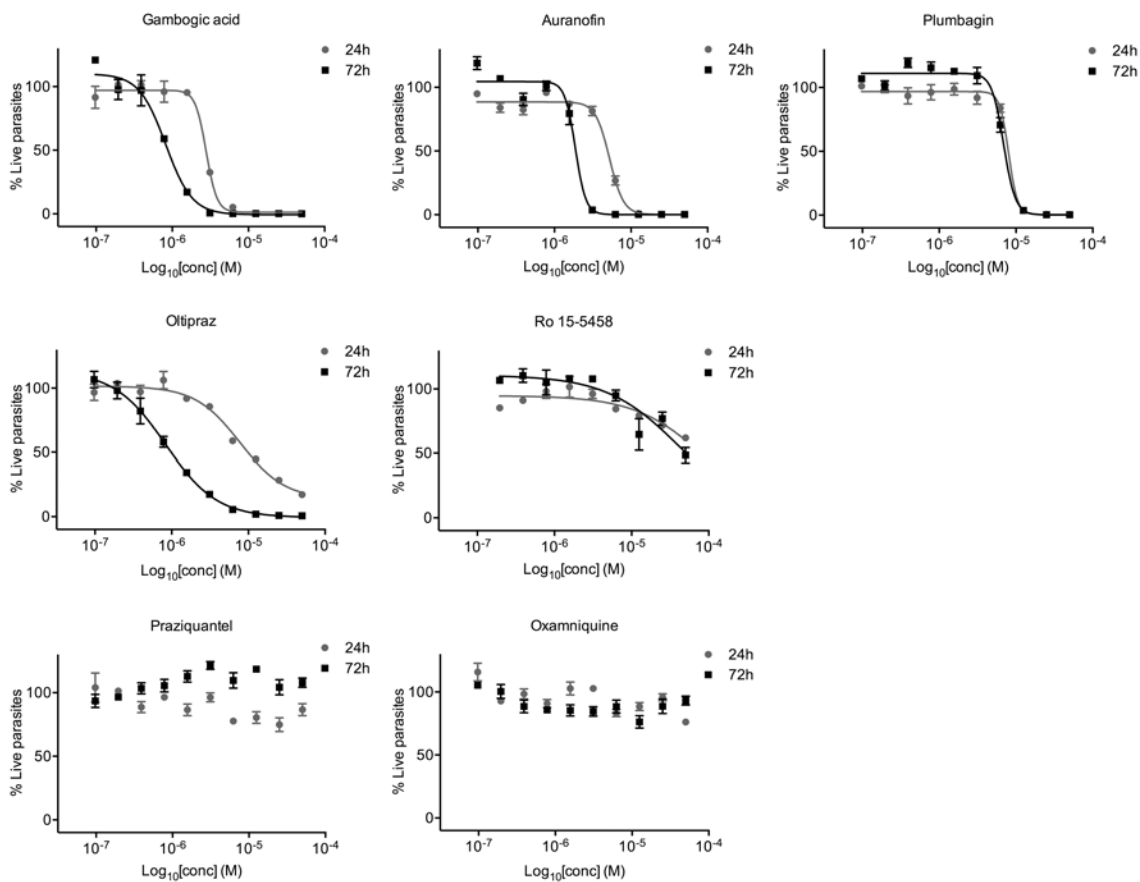 Gambogic acid
24h
72h
% Live parasites
100
50
0
10-7
10-6
10-5
10-4
Log10[conc] (M)
Auranofin
24h
72h
% Live parasites
100
50
0
10-7
10-6
10-5
10-4
Log10[conc] (M)
Plumbagin
24h
72h
% Live parasites
100
50
0
10-7
10-6
10-5
10-4
Log10[conc] (M)
Oltipraz
24h
72h
% Live parasites
100
50
0
10-7
10-6
10-5
10-4
Log10[conc] (M)
Ro 15-5458
24h
72h
% Live parasites
100
50
0
10-7
10-6
10-5
10-4
Log10[conc] (M)
Praziquantel
24h
72h
% Live parasites
100
50
0
10-7
10-6
10-5
10-4
Log10[conc] (M)
Oxamniquine
24h
72h
% Live parasites
100
50
0
10-7
10-6
10-5
10-4
Log10[conc] (M)